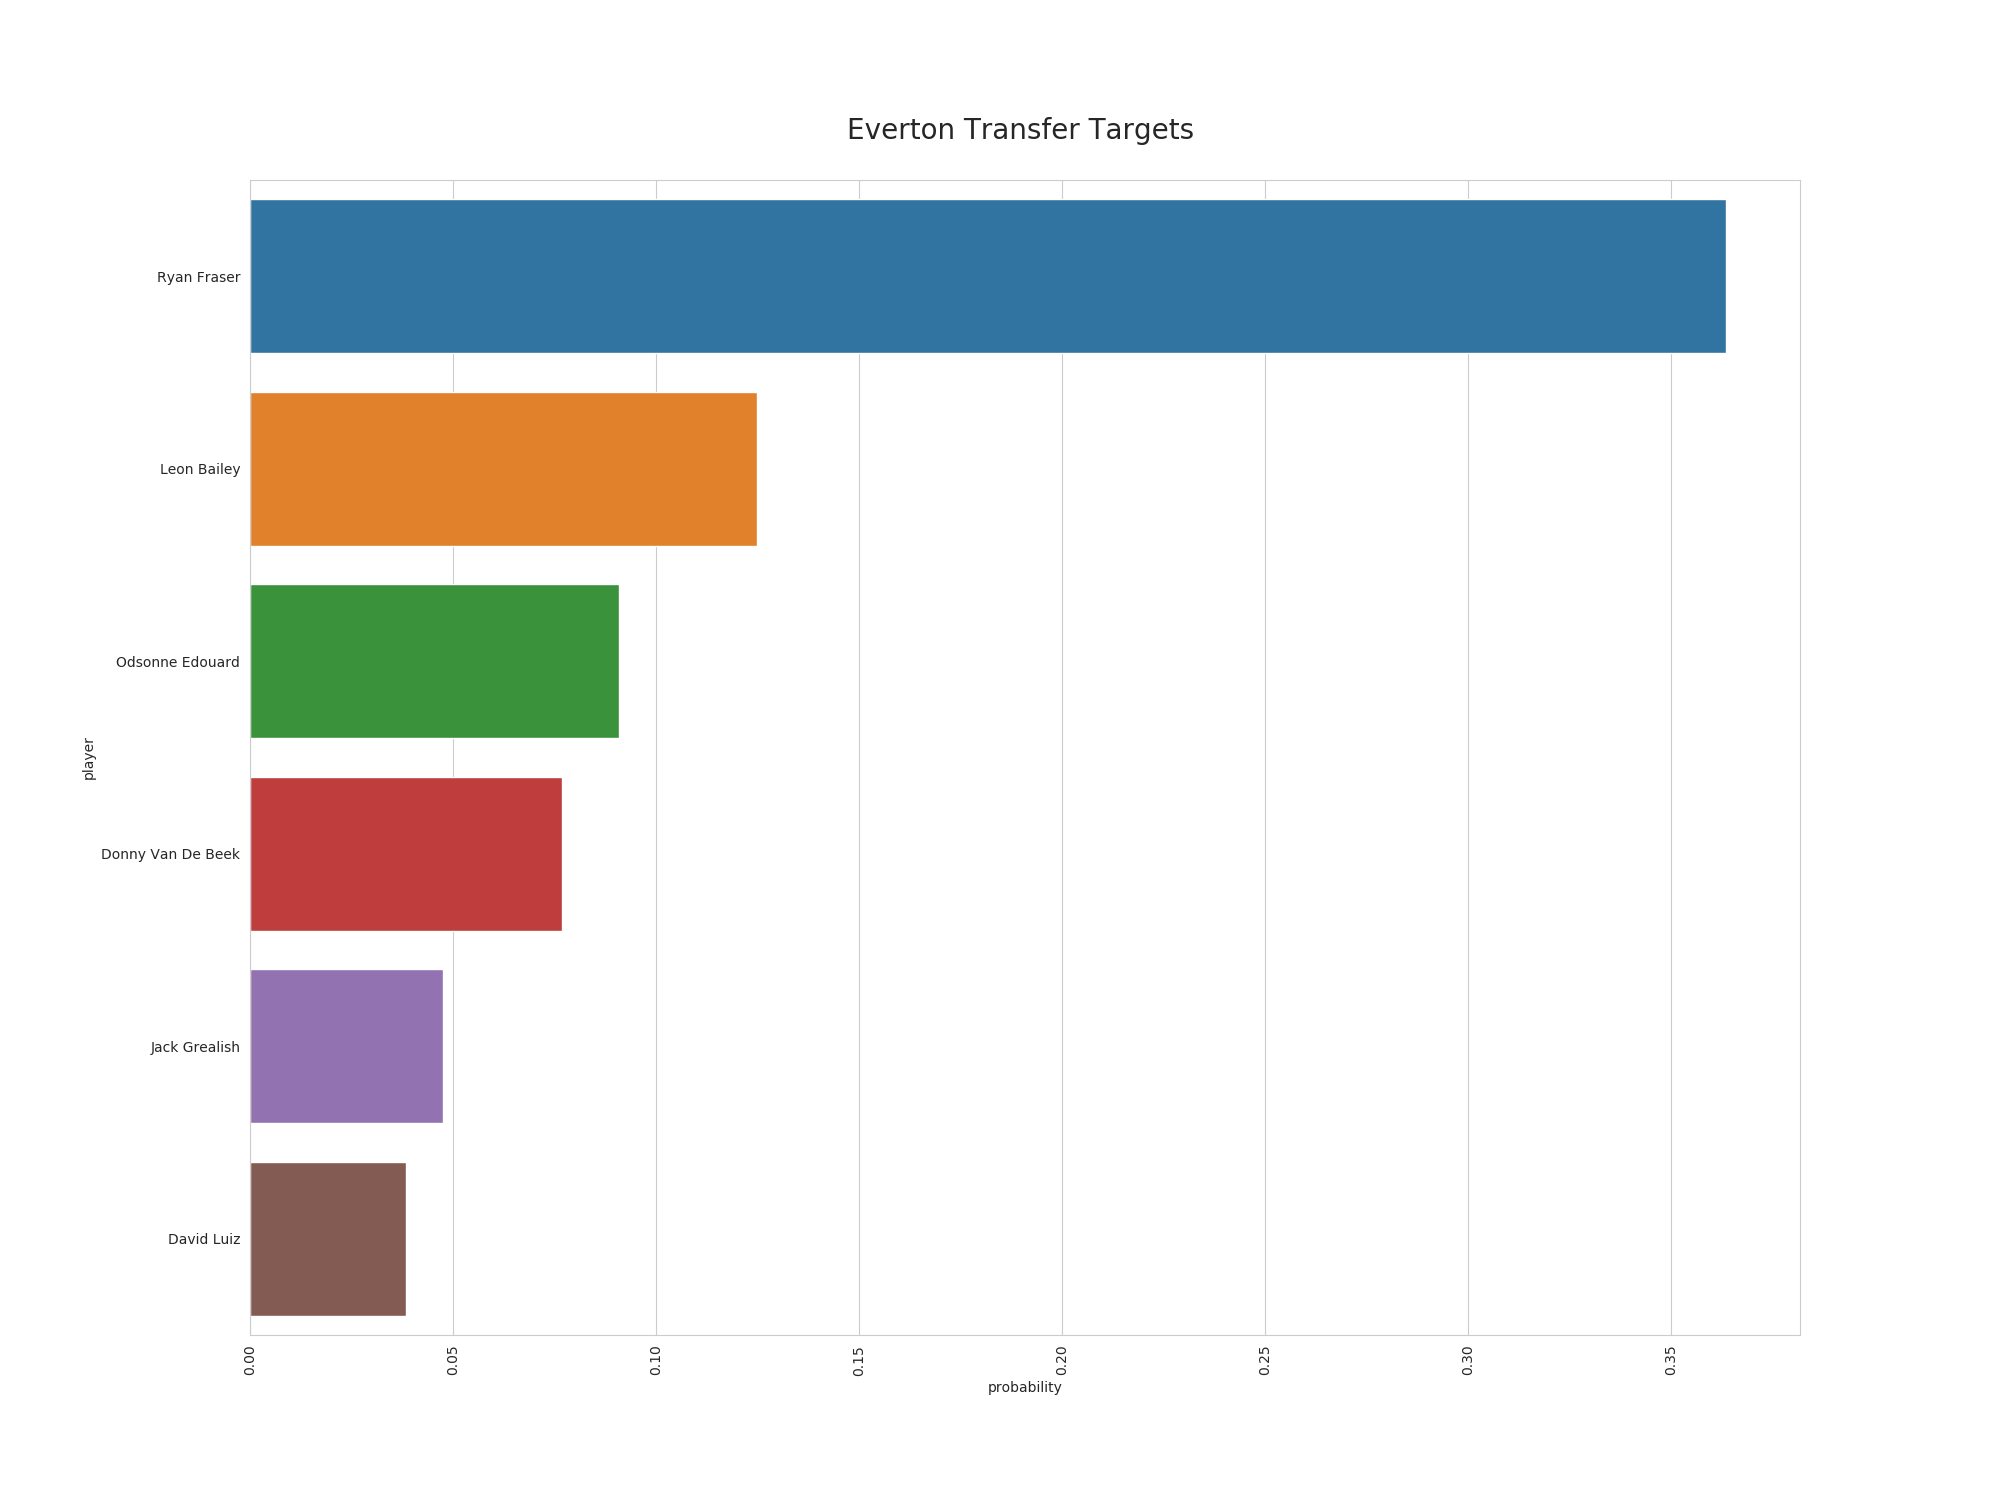 Everton Transfer Targets
Ryan Fraser
Leon Bailey
Odsonne Edouard
Donny Van De Beek
Jack Grealish
David Luiz
player
0.00
0.05
0.10
0.15
0.20
0.25
0.30
0.35
probability